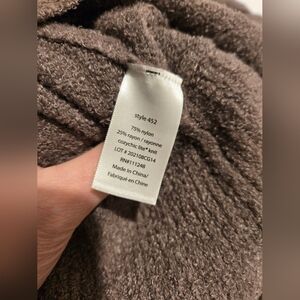 style 452
75% nylon
25% rayon / rayonne
cozychic lite® knit
LOT # 202108CG14
RN#111248
Made in China/
Fabriqué en Chine